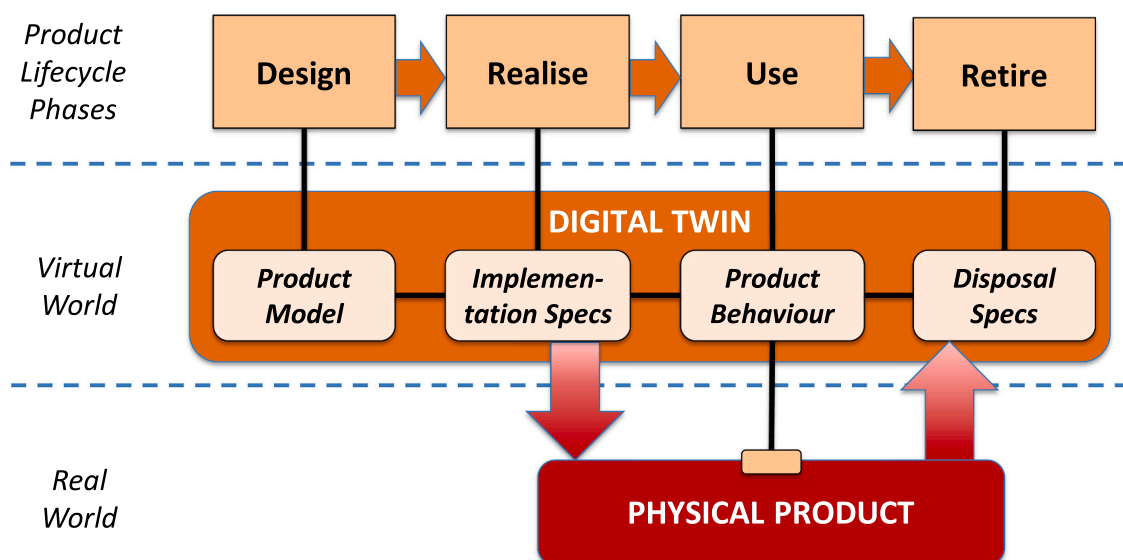 Product
Lifecycle
Phases
Design
Realise
Use
Retire
Virtual
World
DIGITAL TWIN
Product
Model
Implemen-
tation Specs
Product
Behaviour
Disposal
Specs
Real
World
PHYSICAL PRODUCT